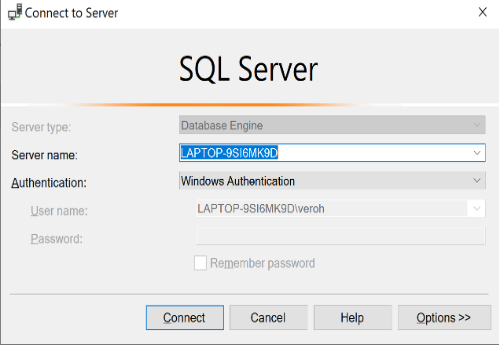 Connect to Server
SQL Server
Server type: Database Engine
Server name: LAPTOP-9SI6MK9D
Authentication: Windows Authentication
User name: LAPTOP-9SI6MK9D\veroh
Password:
Remember password
Connect Cancel Help Options >>